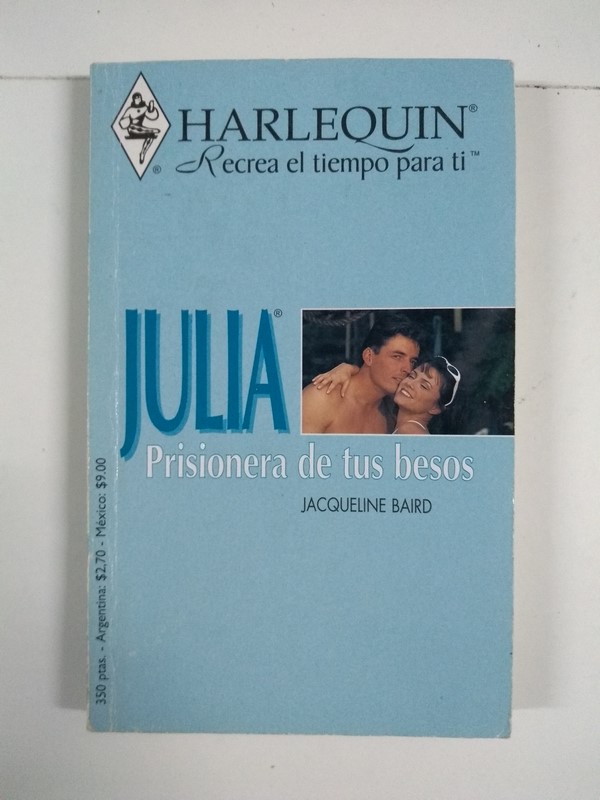 HARLEQUIN®
Recrea el tiempo para ti™
®
JULIA®
Prisionera de tus besos
JACQUELINE BAIRD
350 ptas. - Argentina: $2,70 - México: $9.00